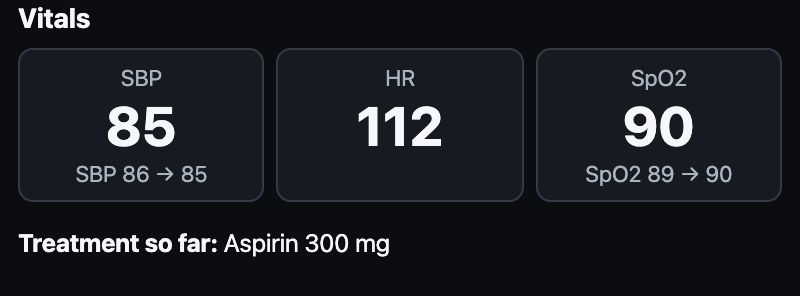 Vitals
SBP
85
SBP 86 → 85
HR
112
SpO2
90
SpO2 89 → 90
Treatment so far: Aspirin 300 mg